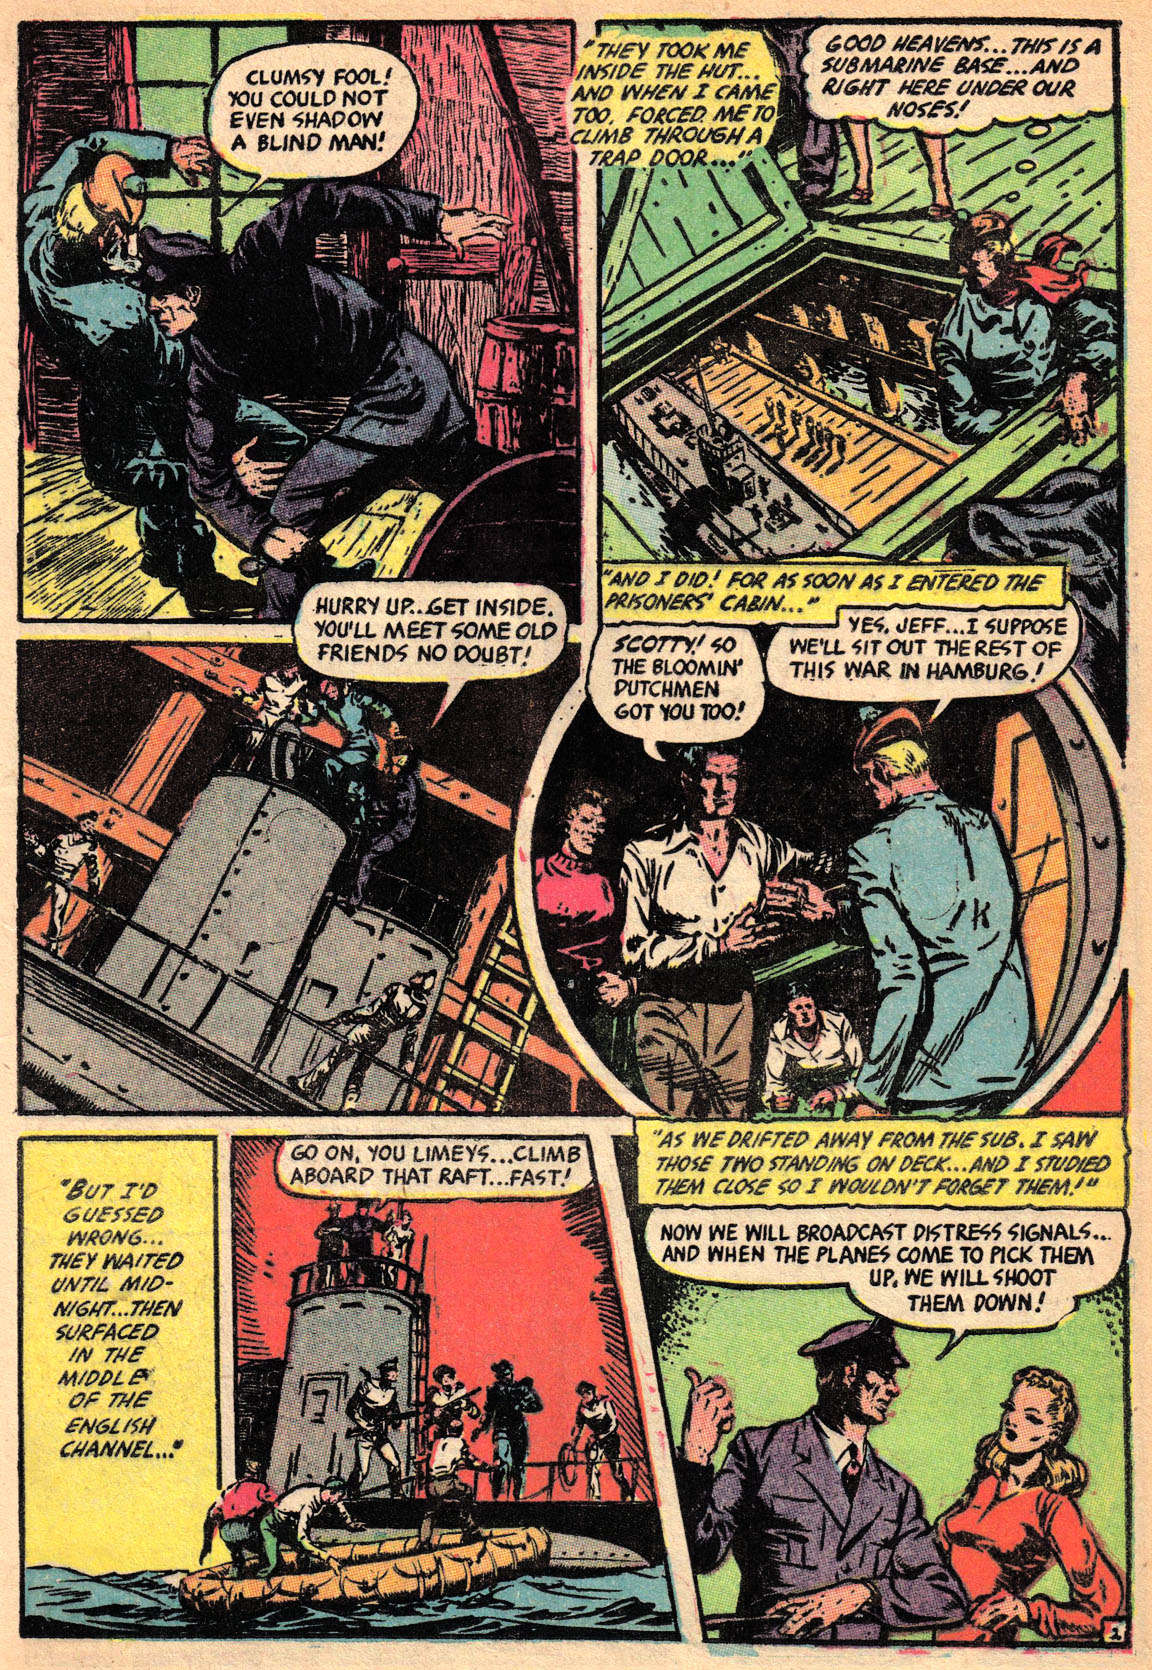 CLUMSY FOOL!
YOU COULD NOT
EVEN SHADOW
A BLIND MAN!
"THEY TOOK ME
INSIDE THE HUT...
AND WHEN I CAME
TOO, FORCED ME TO
CLIMB THROUGH A
TRAP DOOR..."
GOOD HEAVENS...THIS IS A
SUBMARINE BASE...AND
RIGHT HERE UNDER OUR
NOSES!
HURRY UP...GET INSIDE.
YOU'LL MEET SOME OLD
FRIENDS NO DOUBT!
"AND I DID! FOR AS SOON AS I ENTERED THE
PRISONERS' CABIN..."
SCOTTY! SO
THE BLOOMIN'
DUTCHMEN
GOT YOU TOO!
YES, JEFF...I SUPPOSE
WE'LL SIT OUT THE REST OF
THIS WAR IN HAMBURG!
"BUT I'D
GUESSED
WRONG...
THEY WAITED
UNTIL MID-
NIGHT...THEN
SURFACED
IN THE
MIDDLE
OF THE
ENGLISH
CHANNEL..."
GO ON, YOU LIMEYS...CLIMB
ABOARD THAT RAFT...FAST!
"AS WE DRIFTED AWAY FROM THE SUB, I SAW
THOSE TWO STANDING ON DECK...AND I STUDIED
THEM CLOSE SO I WOULDN'T FORGET THEM!"
NOW WE WILL BROADCAST DISTRESS SIGNALS...
AND WHEN THE PLANES COME TO PICK THEM
UP, WE WILL SHOOT
THEM DOWN!
2